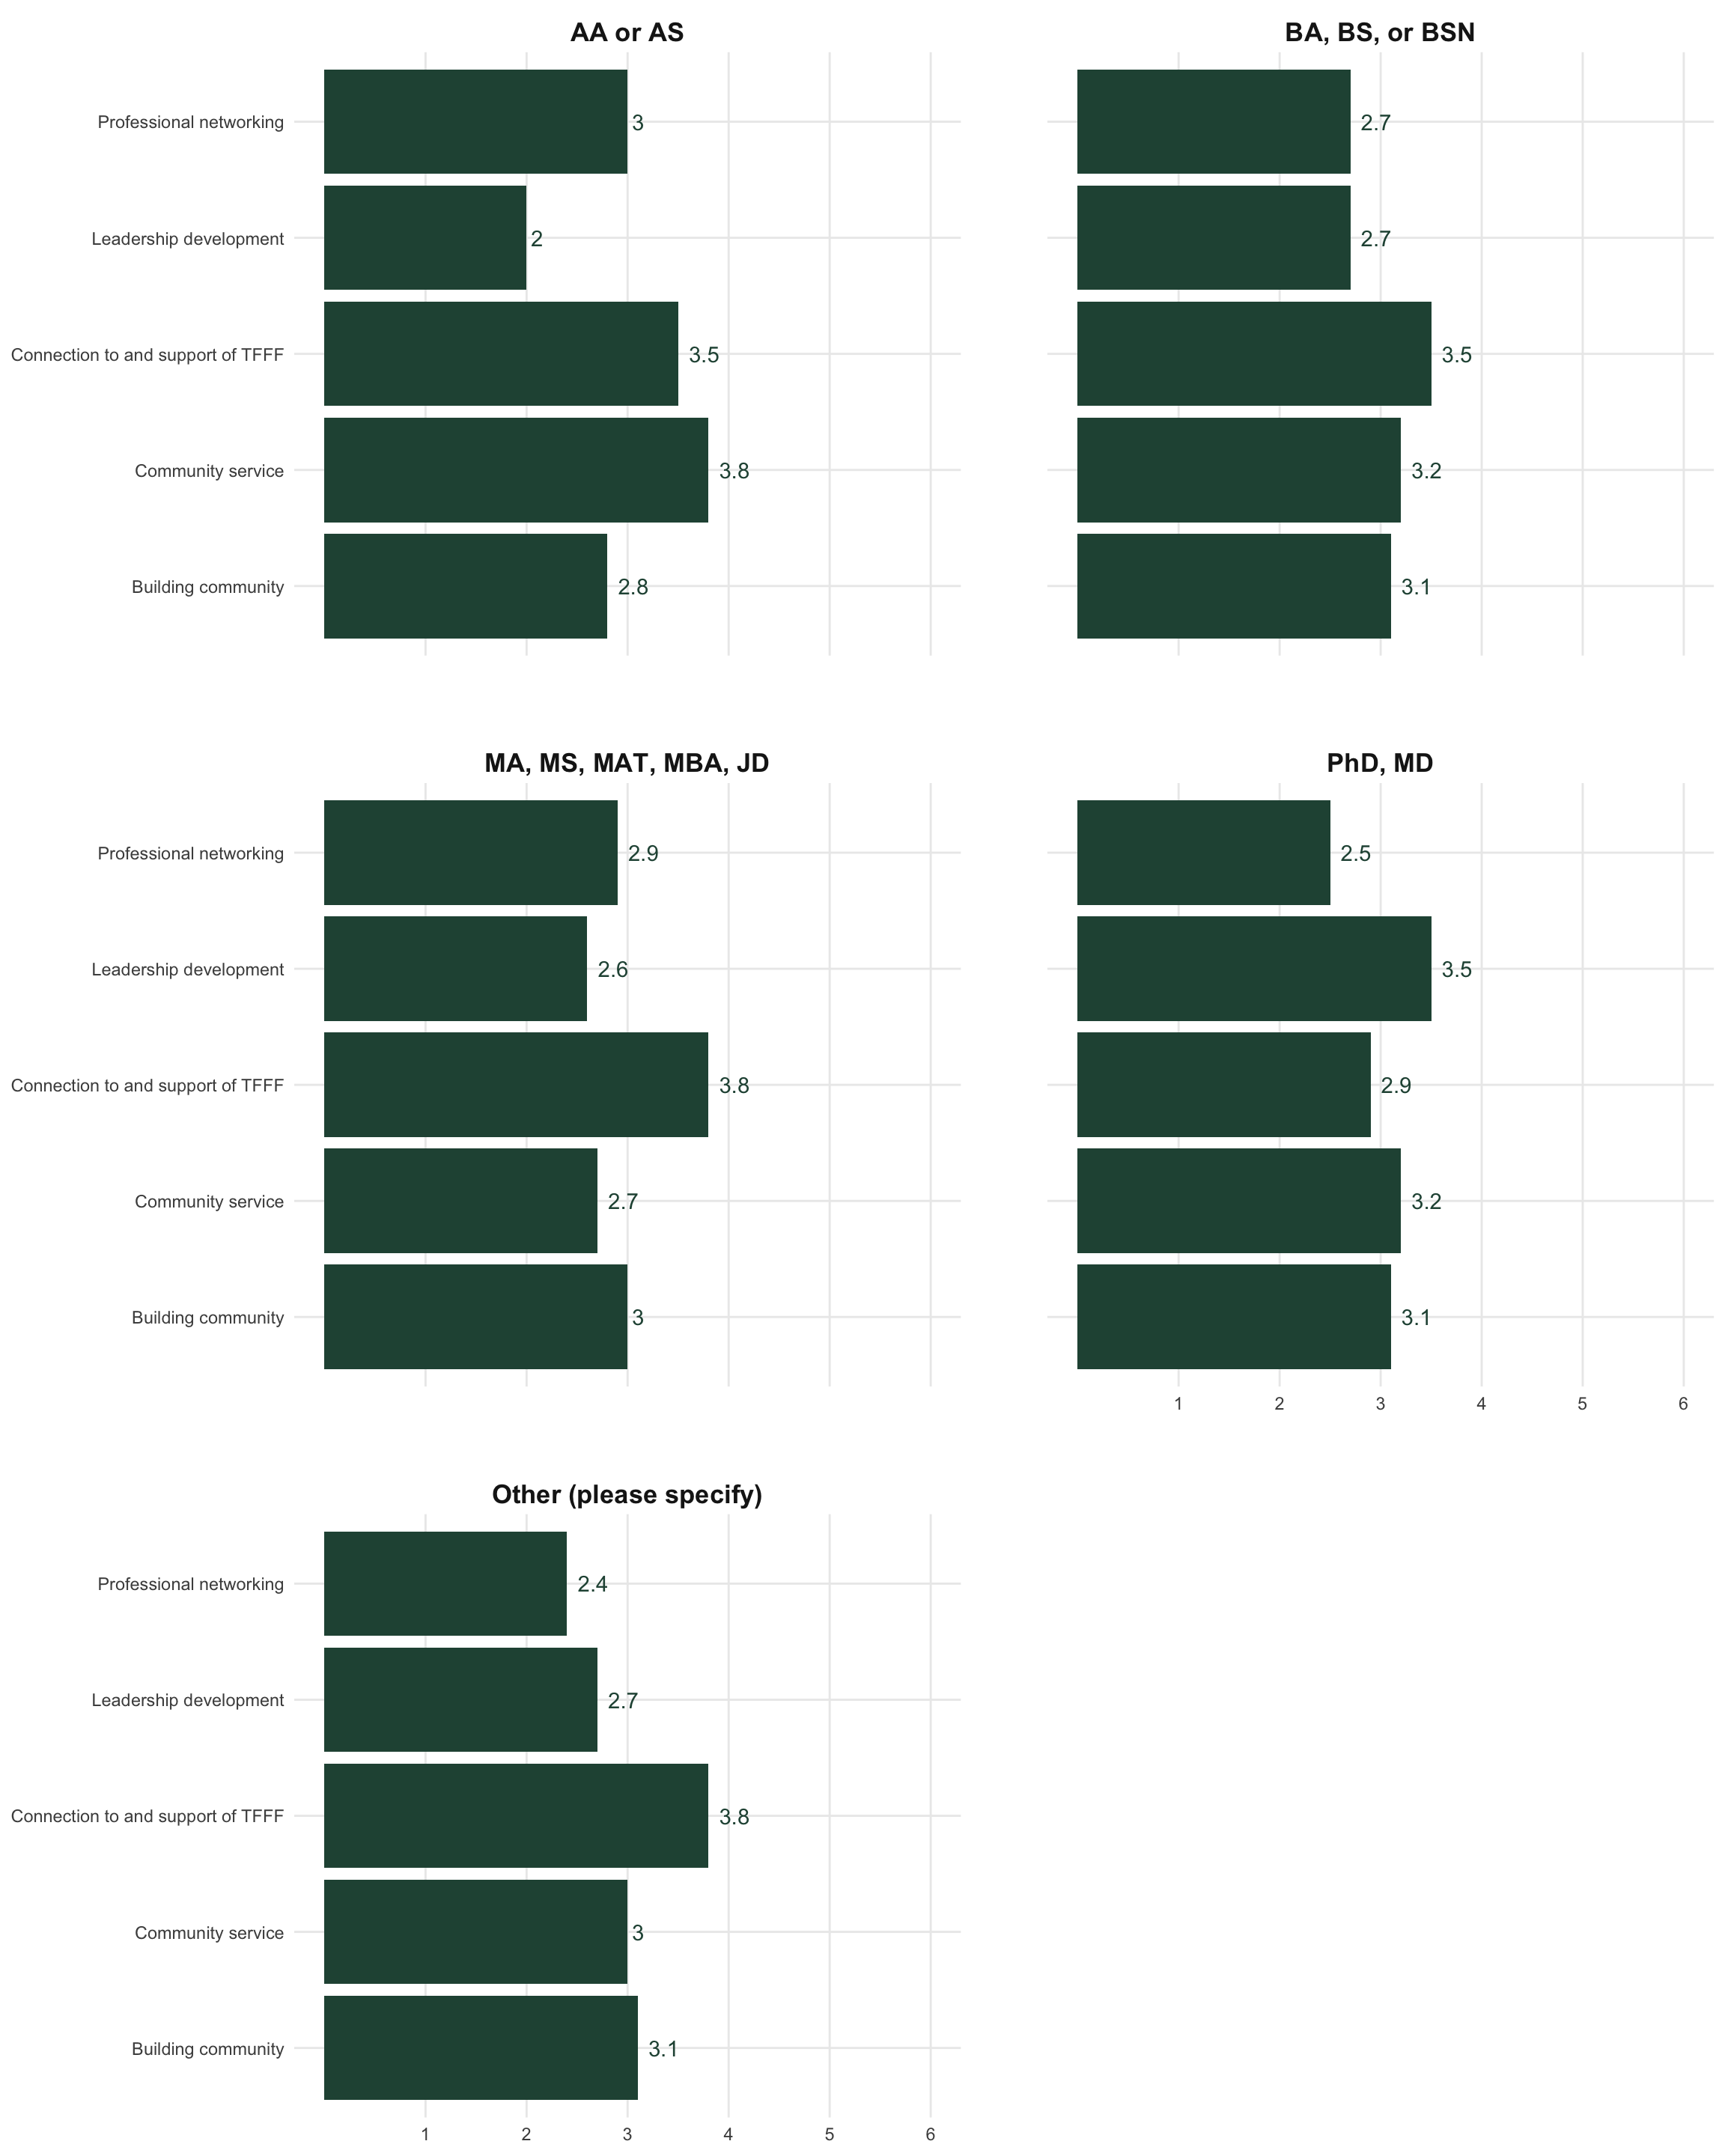 AA or AS
BA, BS, or BSN
Professional networking
3
2.7
Leadership development
2
2.7
Connection to and support of TFFF
3.5
3.5
Community service
3.8
3.2
Building community
2.8
3.1
MA, MS, MAT, MBA, JD
PhD, MD
Professional networking
2.9
2.5
Leadership development
2.6
3.5
Connection to and support of TFFF
3.8
2.9
Community service
2.7
3.2
Building community
3
3.1
1 2 3 4 5 6
Other (please specify)
Professional networking
2.4
Leadership development
2.7
Connection to and support of TFFF
3.8
Community service
3
Building community
3.1
1 2 3 4 5 6